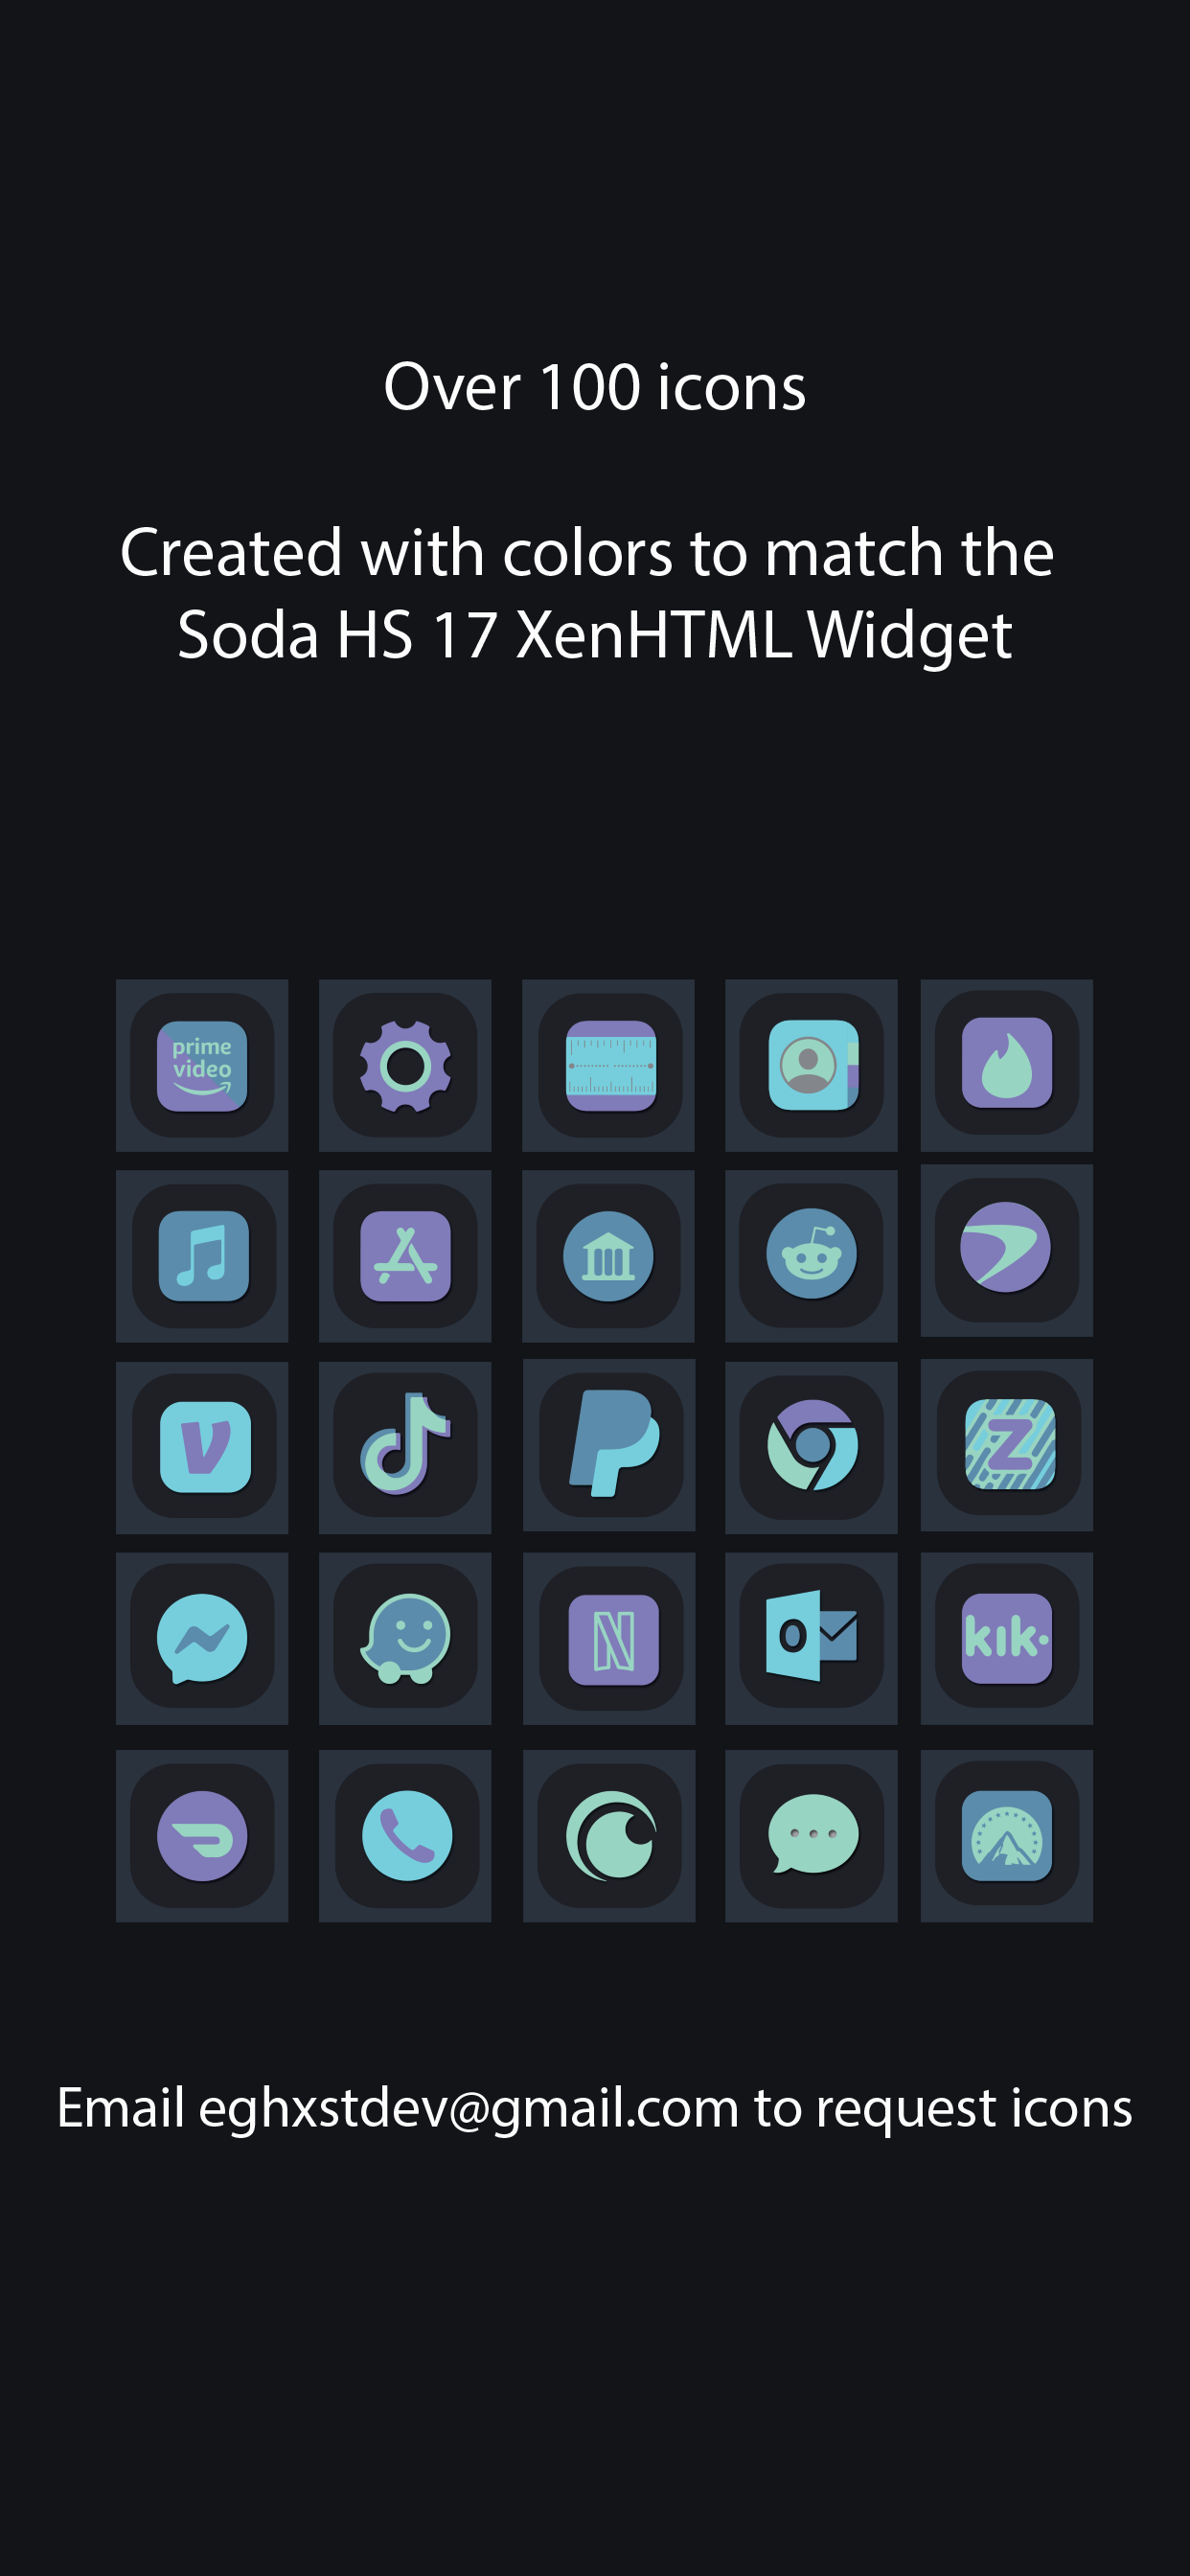 Over 100 icons
Created with colors to match the
Soda HS 17 XenHTML Widget
prime
video
V
Z
N
O
kik
Email eghxstdev@gmail.com to request icons